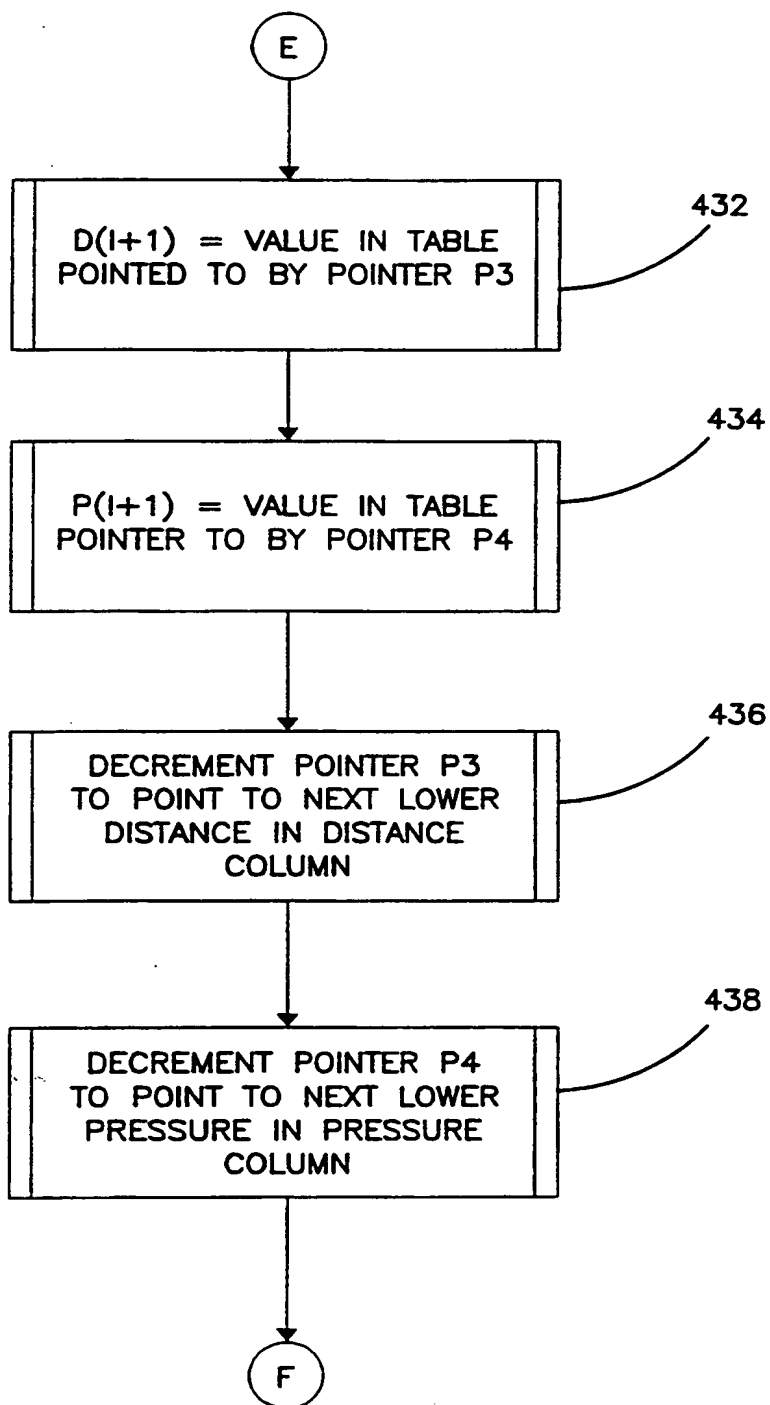 E
D(I+1) = VALUE IN TABLE
POINTED TO BY POINTER P3
432
P(I+1) = VALUE IN TABLE
POINTER TO BY POINTER P4
434
DECREMENT POINTER P3
TO POINT TO NEXT LOWER
DISTANCE IN DISTANCE
COLUMN
436
DECREMENT POINTER P4
TO POINT TO NEXT LOWER
PRESSURE IN PRESSURE
COLUMN
438
F